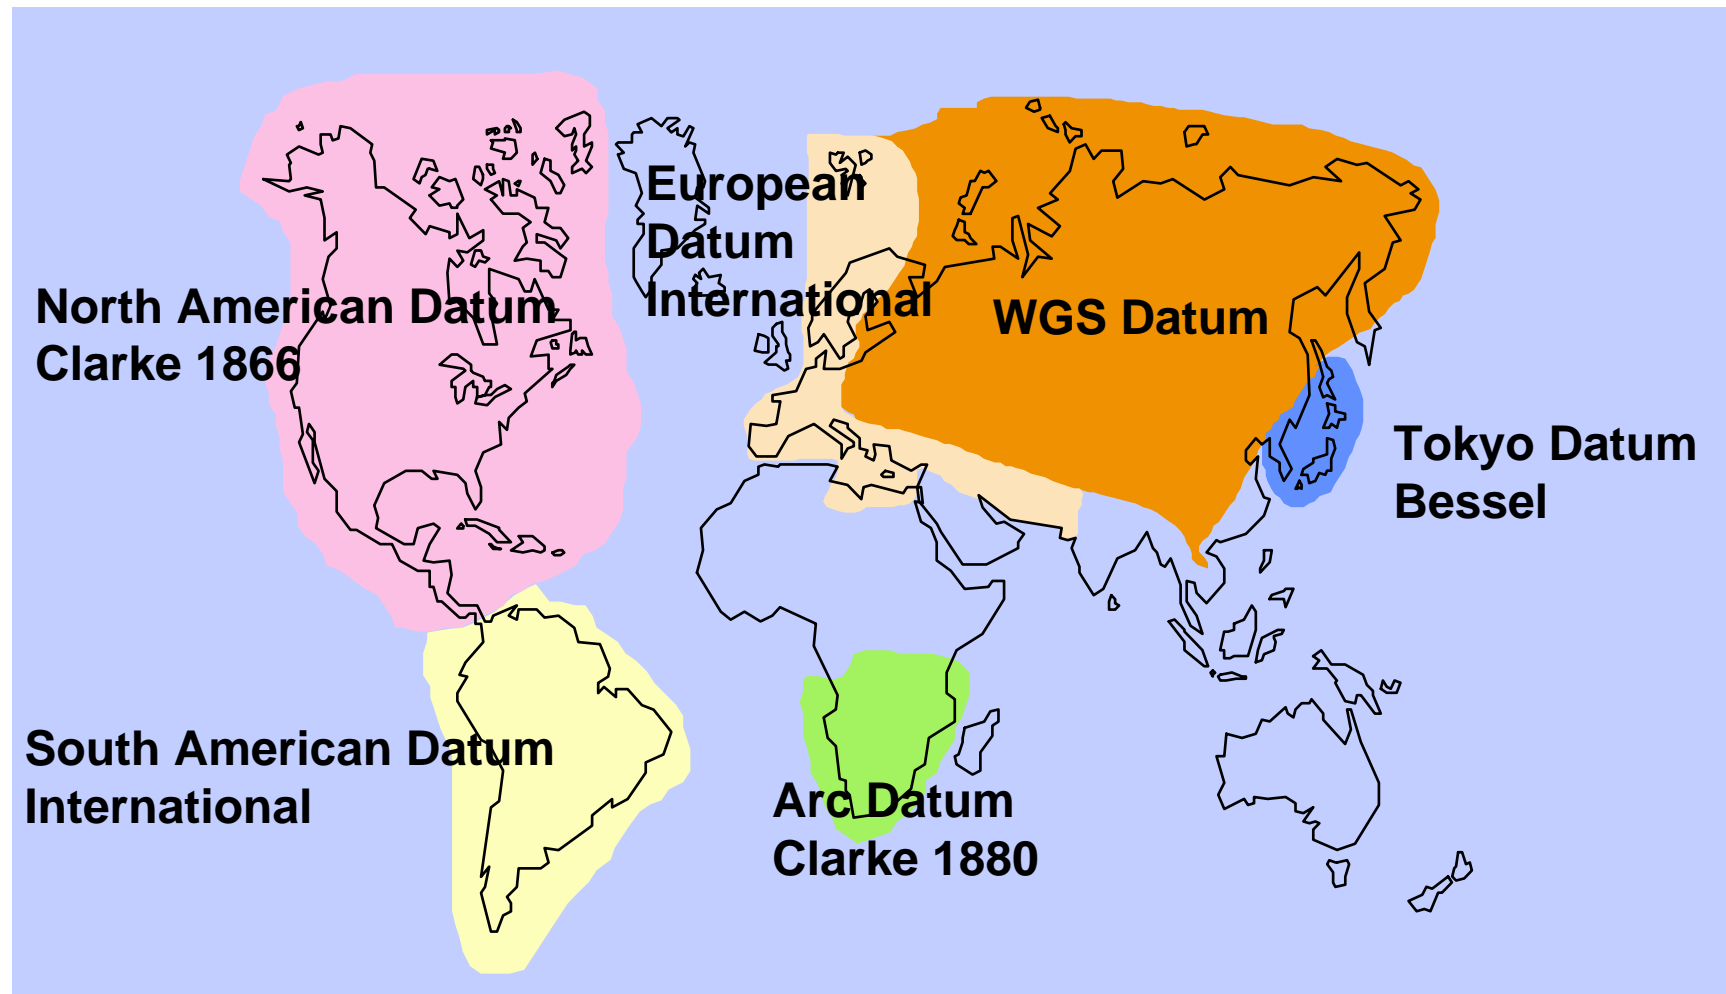 European
Datum
International
North American Datum
Clarke 1866
WGS Datum
Tokyo Datum
Bessel
South American Datum
International
Arc Datum
Clarke 1880